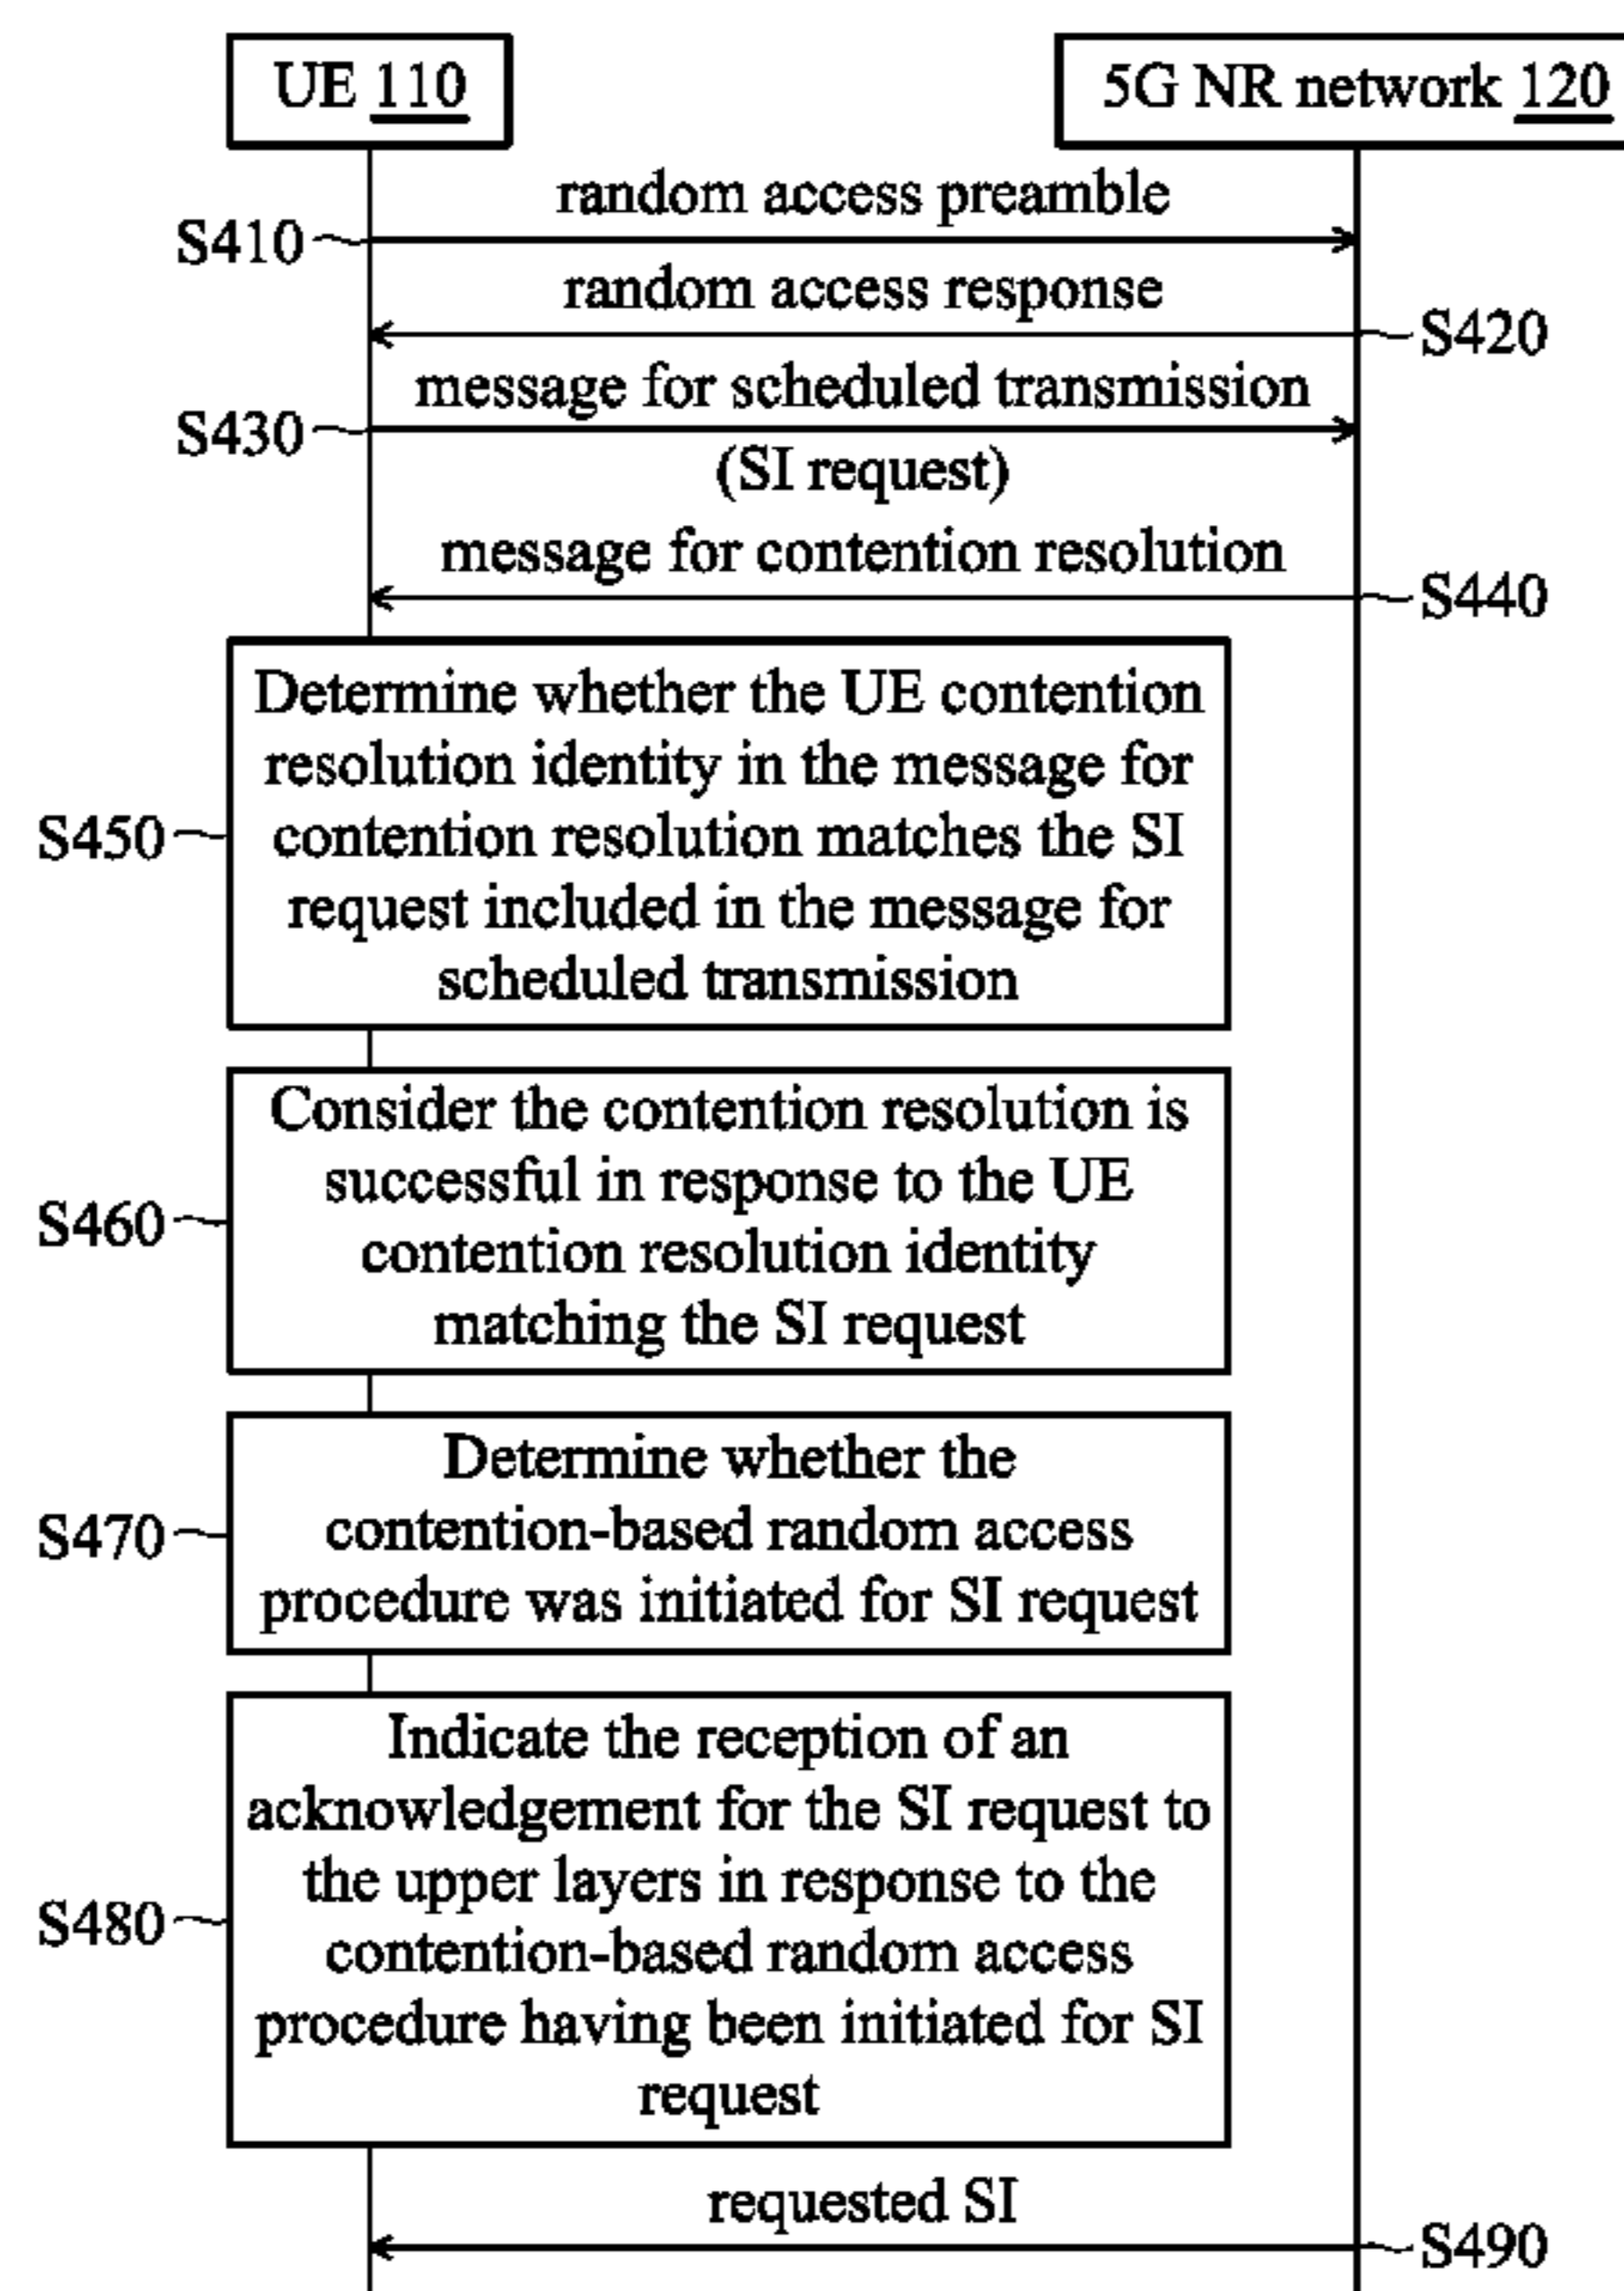 UE 110
5G NR network 120
random access preamble
S410
random access response
S420
message for scheduled transmission
S430
(SI request)
message for contention resolution
S440
Determine whether the UE contention
resolution identity in the message for
contention resolution matches the SI
request included in the message for
scheduled transmission
S450
Consider the contention resolution is
successful in response to the UE
contention resolution identity
matching the SI request
S460
Determine whether the
contention-based random access
procedure was initiated for SI request
S470
Indicate the reception of an
acknowledgement for the SI request to
the upper layers in response to the
contention-based random access
procedure having been initiated for SI
request
S480
requested SI
S490